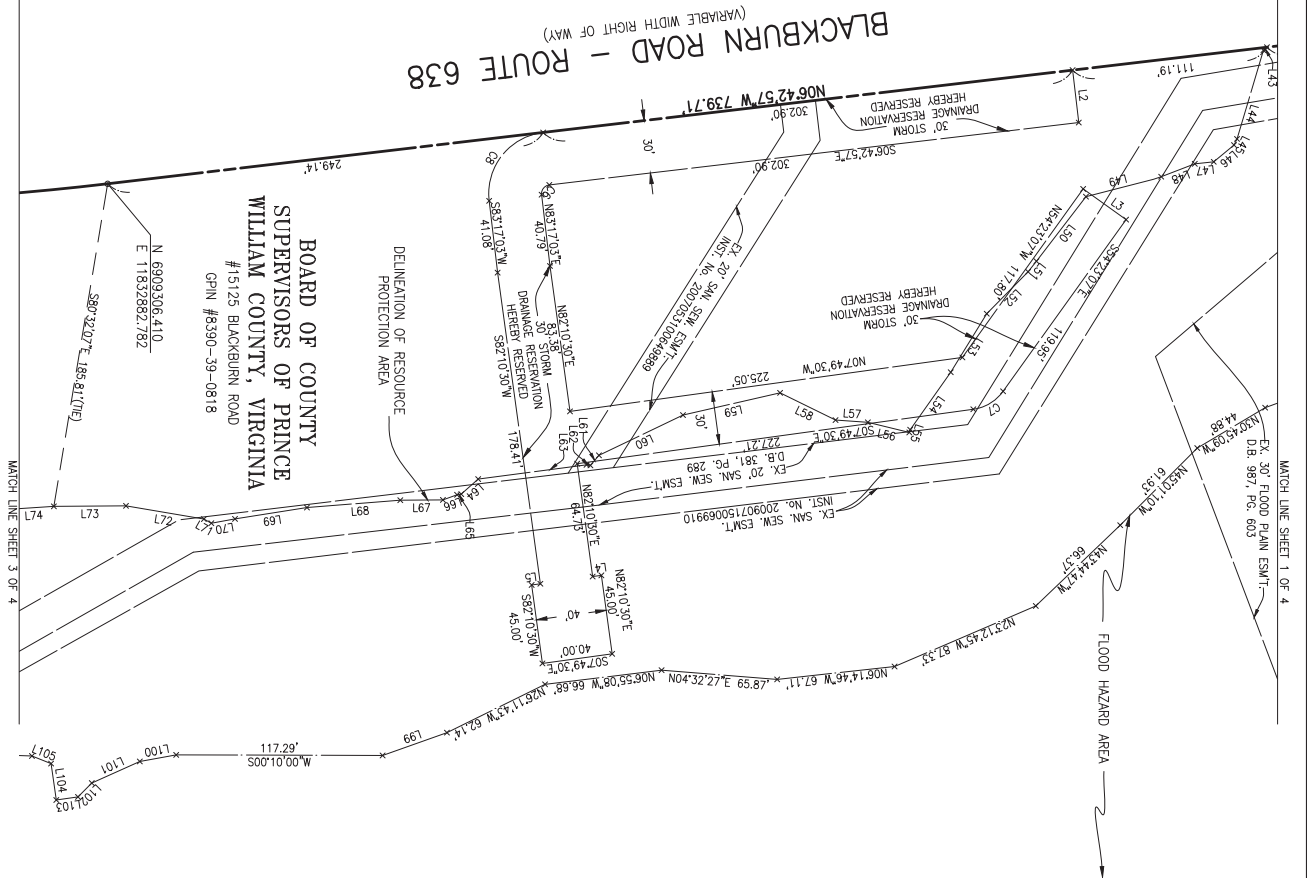 MATCH LINE SHEET 1 OF 4
MATCH LINE SHEET 3 OF 4
BLACKBURN ROAD - ROUTE 638
(VARIABLE WIDTH RIGHT OF WAY)
N06°42'57"W 739.71'
111.19'
302.90'
249.14'
L2
30' STORM
DRAINAGE RESERVATION
HEREBY RESERVED
S06°42'57"E
302.90'
30'
C8
C9
N83°17'03"E
40.79'
S83°17'03"W
41.08'
N82°10'30"E
83.38'
30' STORM
DRAINAGE RESERVATION
HEREBY RESERVED
S82°10'30"W
178.41'
EX. 20' SAN. SEW. ESM'T.
INST. No. 2007053100649889
N54°23'07"W 117.80'
S54°23'07"E
119.95'
30' STORM
DRAINAGE RESERVATION
HEREBY RESERVED
N07°49'30"W
225.05'
30'
227.21'
S07°49'30"E
EX. 20' SAN. SEW. ESM'T.
D.B. 381, PG. 289
EX. SAN. SEW. ESM'T.
INST. No. 200907150069910
N82°10'30"E
64.73'
L4
N82°10'30"E
45.00'
40'
S82°10'30"W
45.00'
40.00'
S07°49'30"E
DELINEATION OF RESOURCE
PROTECTION AREA
BOARD OF COUNTY
SUPERVISORS OF PRINCE
WILLIAM COUNTY, VIRGINIA
#15125 BLACKBURN ROAD
GPIN #8390-39-0818
N 6909306.410
E 11832882.782
S80°32'07"E 185.81'(TIE)
EX. 30' FLOOD PLAIN ESM'T.
D.B. 987, PG. 603
FLOOD HAZARD AREA
N30°45'09"W
44.88'
N45°01'10"W
61.93'
N43°44'47"W
66.37'
N23°12'45"W 87.33'
N06°14'46"W 67.11'
N04°32'27"E 65.87'
N06°55'08"W 66.68'
N26°11'43"W 62.14'
117.29'
S00°10'00"W
L43
L44
L45
L46
L47
L48
L49
L3
L50
L51
L52
L53
L54
C7
L55
L56
L57
L58
L59
L60
L61
L62
L63
L64
L65
L66
L67
L68
L69
L70
L71
L72
L73
L74
L99
L100
L101
L102
L103
L104
L105